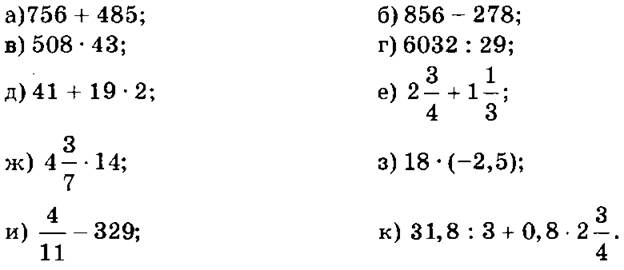 а)756 + 485; б) 856 – 278;
в) 508 · 43; г) 6032 : 29;
д) 41 + 19 · 2; е) 2 3/4 + 1 1/3;
ж) 4 3/7 · 14; з) 18 · (–2,5);
и) 4/11 – 329; к) 31,8 : 3 + 0,8 · 2 3/4.